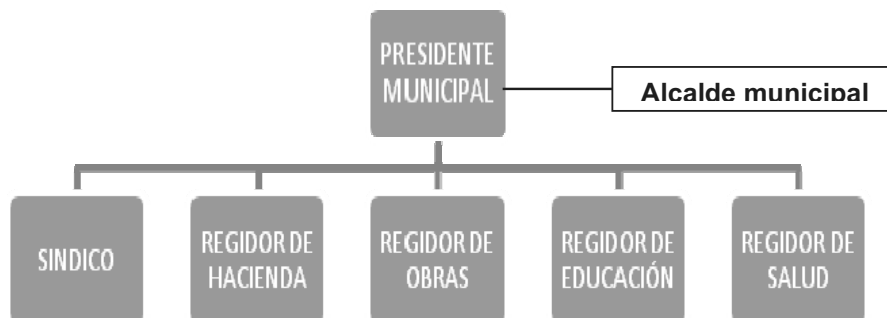 PRESIDENTE
MUNICIPAL
Alcalde municipal
SINDICO
REGIDOR DE
HACIENDA
REGIDOR DE
OBRAS
REGIDOR DE
EDUCACIÓN
REGIDOR DE
SALUD